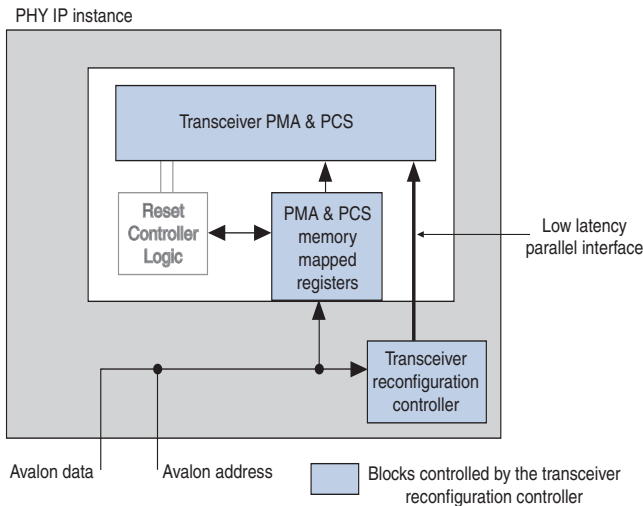 PHY IP instance
Transceiver PMA & PCS
Reset
Controller
Logic
PMA & PCS
memory
mapped
registers
Low latency
parallel interface
Transceiver
reconfiguration
controller
Avalon data
Avalon address
Blocks controlled by the transceiver
reconfiguration controller